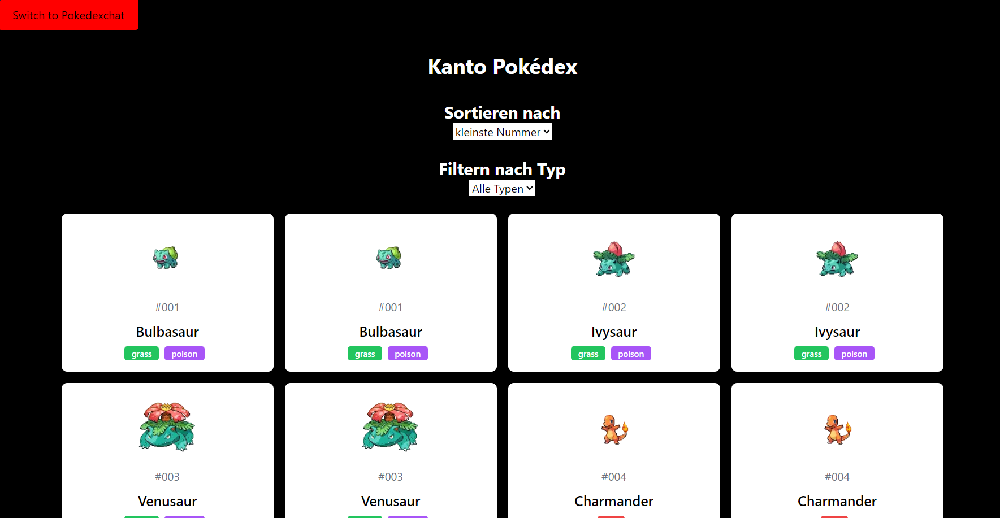 Switch to Pokedexchat
Kanto Pokédex
Sortieren nach
kleinste Nummer
Filtern nach Typ
Alle Typen
#001 #001 #002 #002
Bulbasaur Bulbasaur Ivysaur Ivysaur
grass poison grass poison grass poison grass poison
#003 #003 #004 #004
Venusaur Venusaur Charmander Charmander